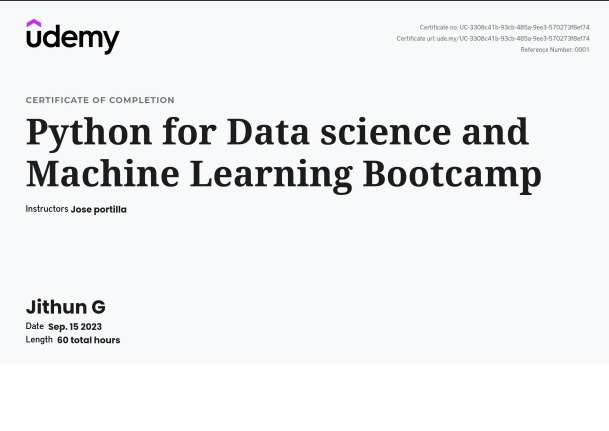 udemy
Certificate no: UC-3308c41b-93cb-485a-9ee3-570273f8ef74
Certificate url: ude.my/UC-3308c41b-93cb-485a-9ee3-570273f8ef74
Reference Number: 0001
CERTIFICATE OF COMPLETION
Python for Data science and
Machine Learning Bootcamp
Instructors Jose portilla
Jithun G
Date Sep. 15 2023
Length 60 total hours